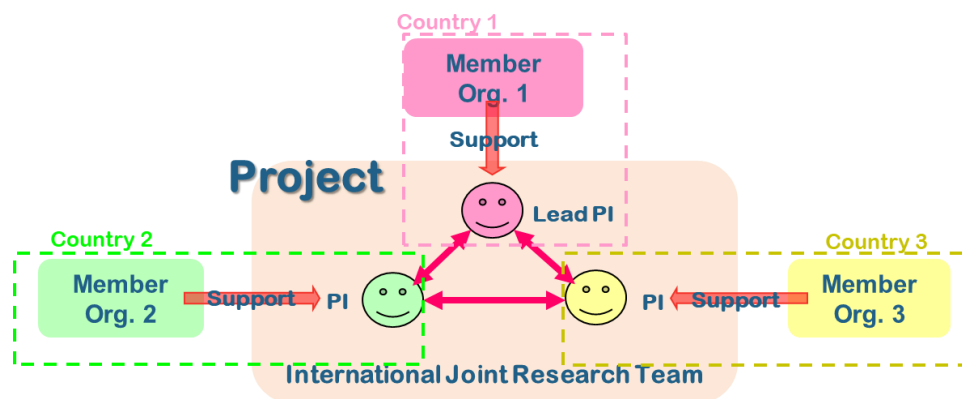 Country 1
Member
Org. 1
Support
Project
Lead PI
Country 2
Country 3
Member
Org. 2
Support
PI
PI
Support
Member
Org. 3
International Joint Research Team